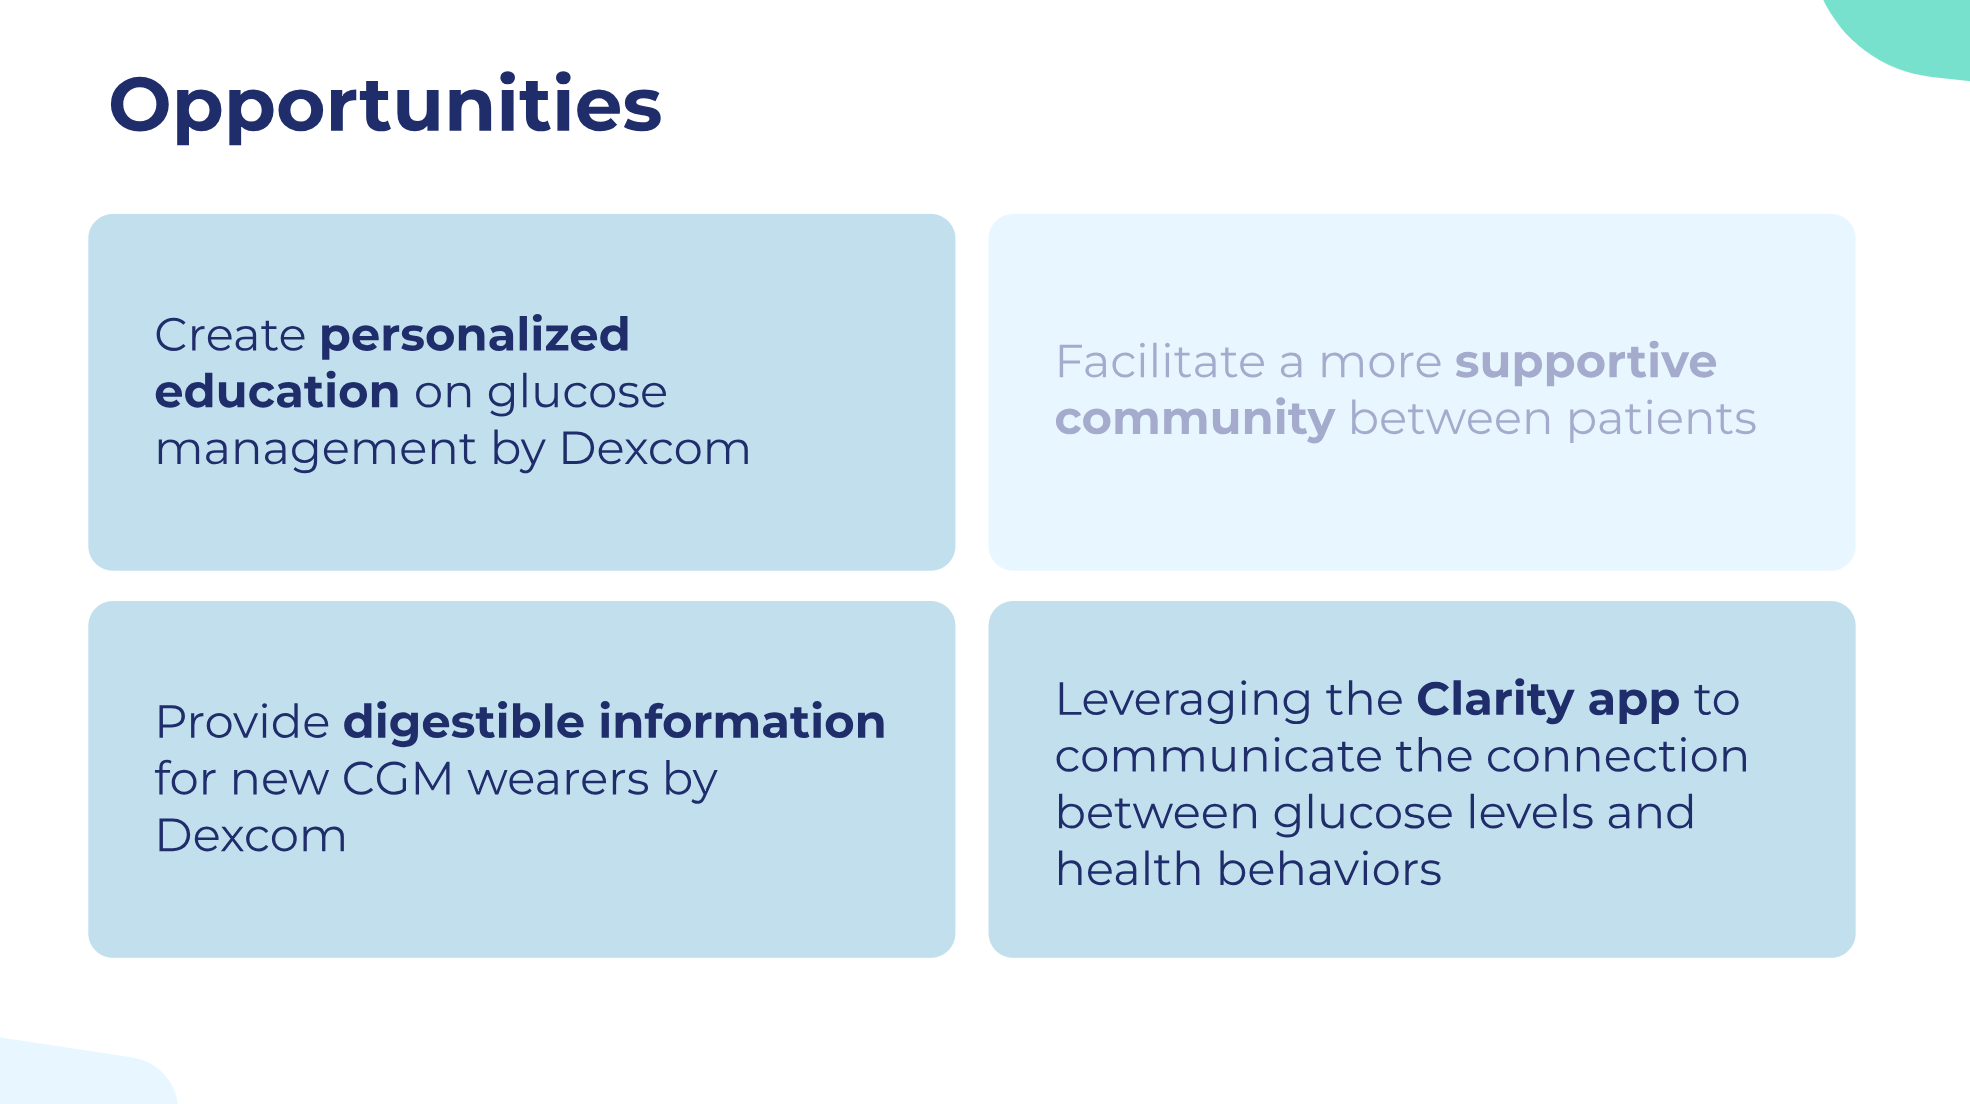 Opportunities
Create personalized
education on glucose
management by Dexcom
Facilitate a more supportive
community between patients
Provide digestible information
for new CGM wearers by
Dexcom
Leveraging the Clarity app to
communicate the connection
between glucose levels and
health behaviors